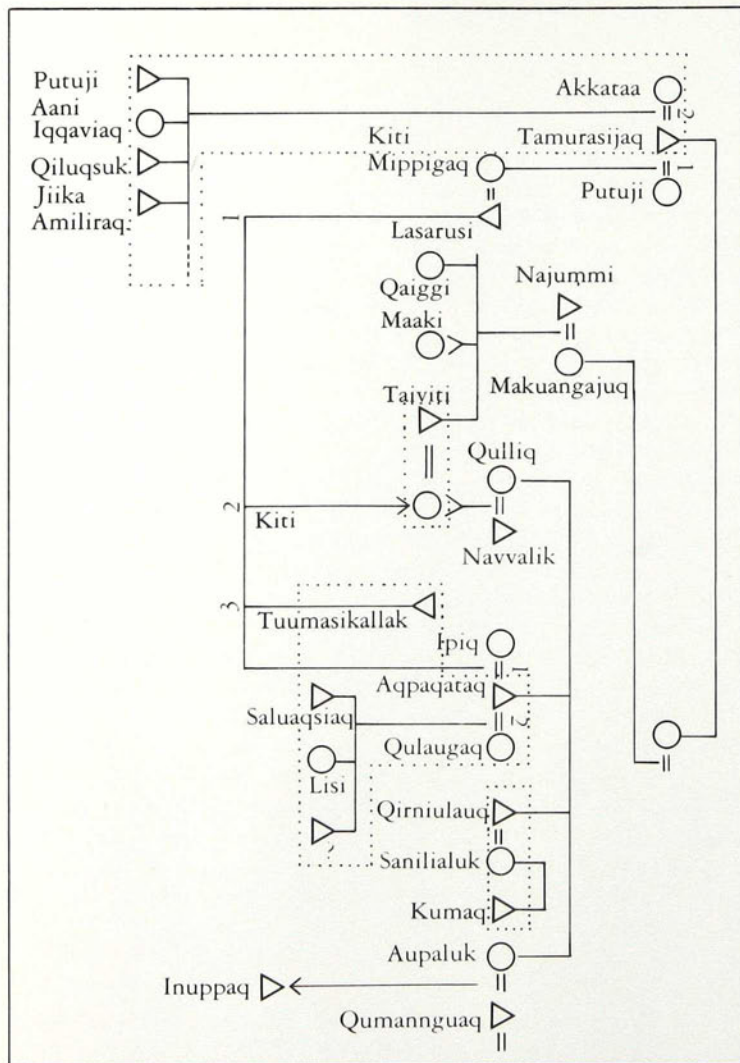 Putuji
Akkataa
Aani
Iqqaviaq
2
Kiti
Tamurasijaq
Qiluqsuk
Mippigaq
1
Jiika
Putuji
Amiliraq
1
Lasarusi
Qaiggi
Najummi
Maaki
Makuangajuq
Taiviti
Qulliq
2
Kiti
Navvalik
3
Tuumasikallak
Ipiq
1
Aqpaqataq
Saluaqsiaq
2
Qulaugaq
Lisi
Qirniulauq
?
Sanilialuk
Kumaq
Aupaluk
Inuppaq
Qumannguaq